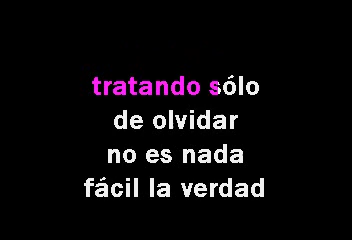 tratando sólo
de olvidar
no es nada
fácil la verdad